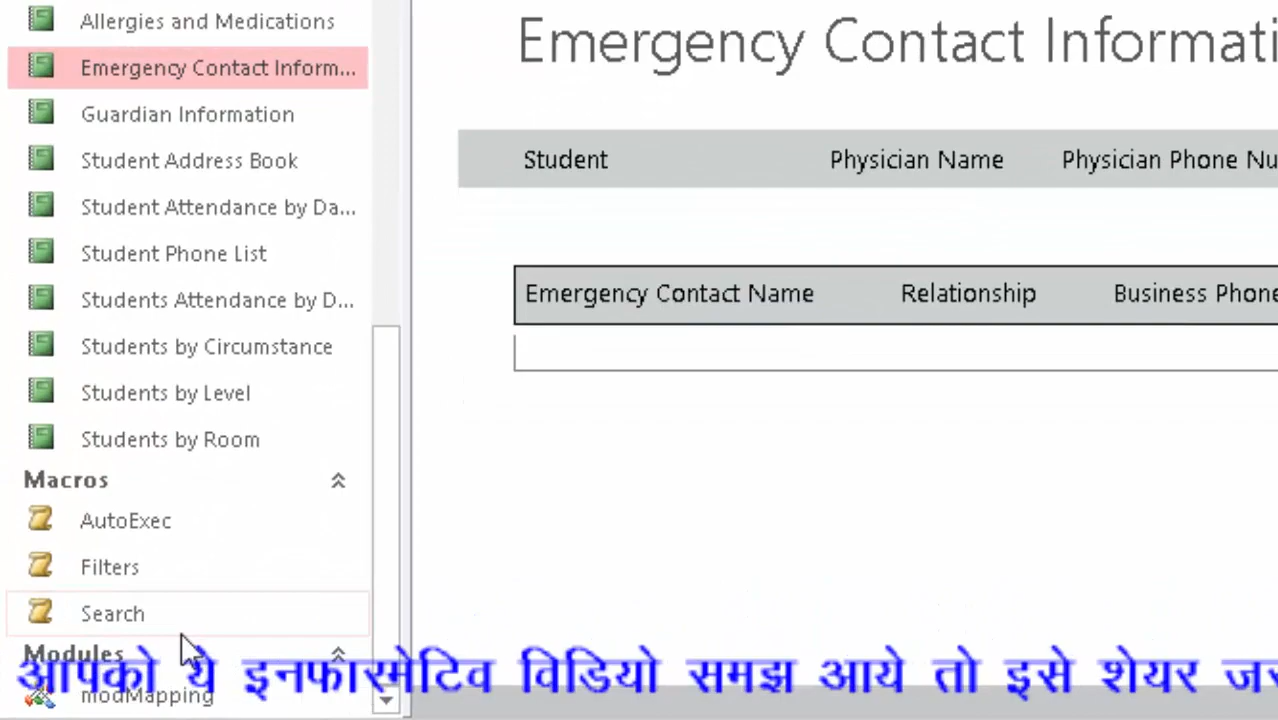 Allergies and Medications
Emergency Contact Inform...
Guardian Information
Student Address Book
Student Attendance by Da...
Student Phone List
Students Attendance by D...
Students by Circumstance
Students by Level
Students by Room
Macros
AutoExec
Filters
Search
Modules
modMapping
Emergency Contact Informati
Student Physician Name Physician Phone Nu
Emergency Contact Name Relationship Business Phone
आपको ये इनफारमेटिव विडियो समझ आये तो इसे शेयर